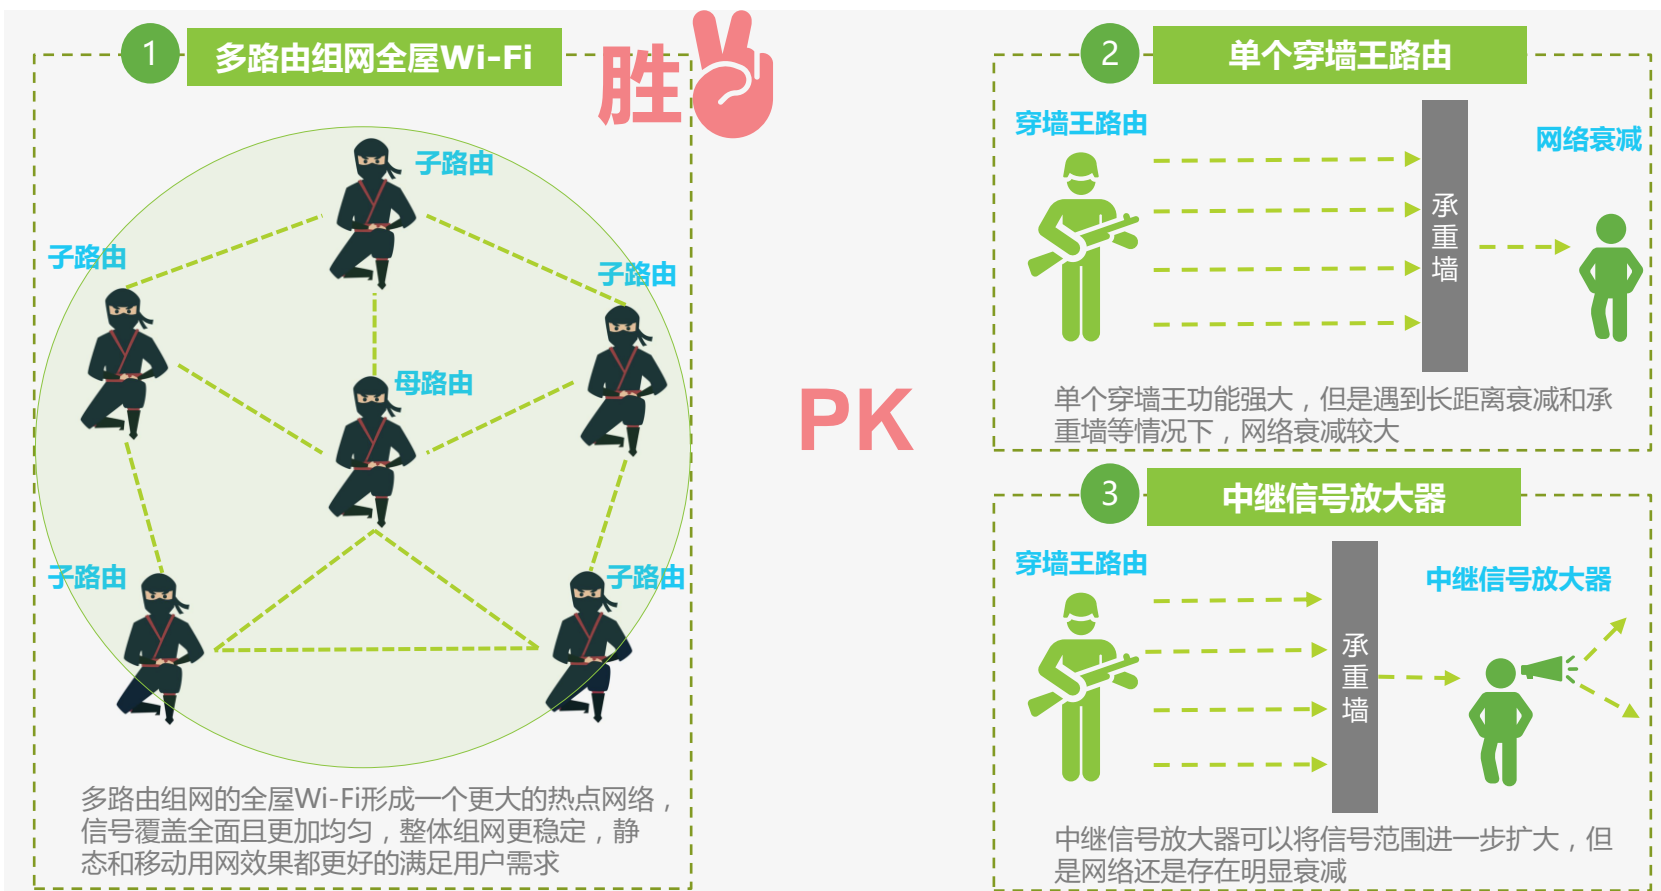 1
多路由组网全屋Wi-Fi
胜
子路由
子路由
子路由
母路由
子路由
子路由
多路由组网的全屋Wi-Fi形成一个更大的热点网络，
信号覆盖全面且更加均匀，整体组网更稳定，静
态和移动用网效果都更好的满足用户需求
PK
2
单个穿墙王路由
穿墙王路由
网络衰减
承重墙
单个穿墙王功能强大，但是遇到长距离衰减和承
重墙等情况下，网络衰减较大
3
中继信号放大器
穿墙王路由
中继信号放大器
承重墙
中继信号放大器可以将信号范围进一步扩大，但
是网络还是存在明显衰减